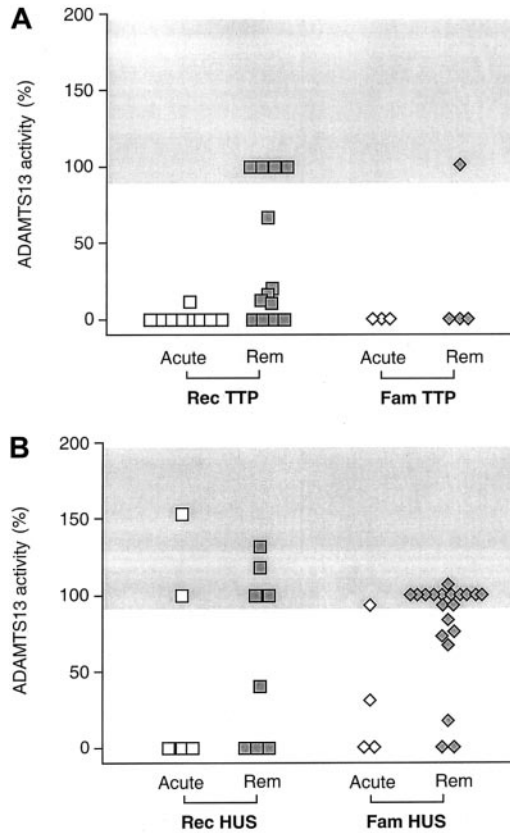 A
200
150
100
50
0
ADAMTS13 activity (%)
Acute Rem Acute Rem
Rec TTP Fam TTP
B
200
150
100
50
0
ADAMTS13 activity (%)
Acute Rem Acute Rem
Rec HUS Fam HUS